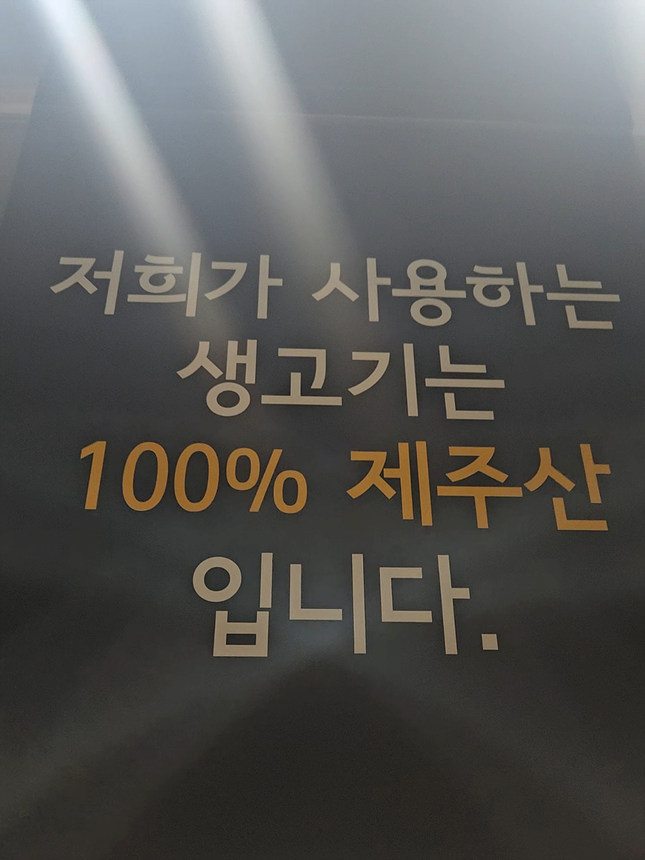 저희가 사용하는
생고기는
100% 제주산
입니다.